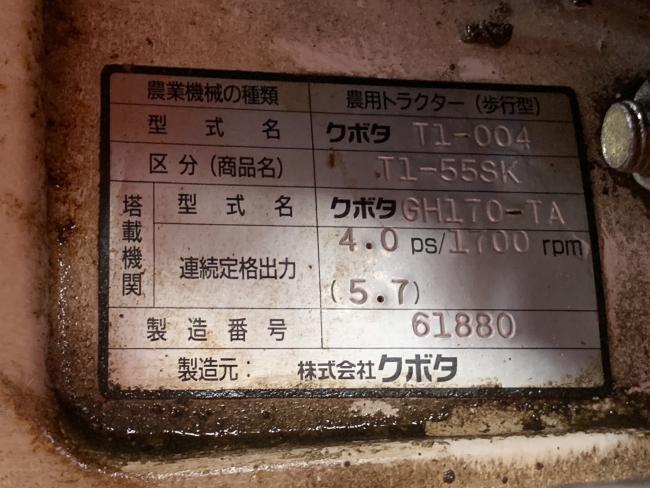 農業機械の種類 農用トラクター（歩行型）
型式名 クボタ T1-004
区分（商品名） T1-55SK
塔載機関 型式名 クボタ GH170-TA
連続定格出力 4.0 ps/1700 rpm
(5.7)
製造番号 61880
製造元： 株式会社クボタ